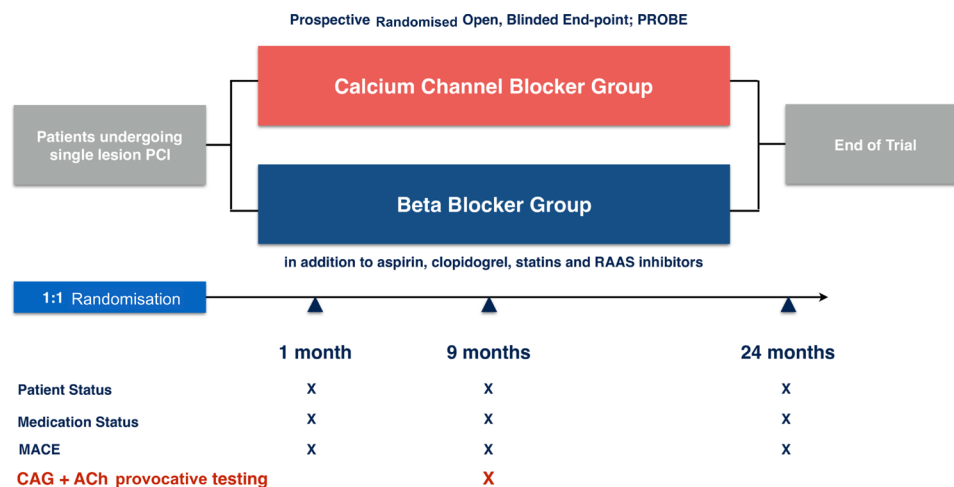 Prospective Randomised Open, Blinded End-point; PROBE
Calcium Channel Blocker Group
Patients undergoing
single lesion PCI
End of Trial
Beta Blocker Group
in addition to aspirin, clopidogrel, statins and RAAS inhibitors
1:1 Randomisation
1 month 9 months 24 months
Patient Status X X X
Medication Status X X X
MACE X X X
CAG + ACh provocative testing X